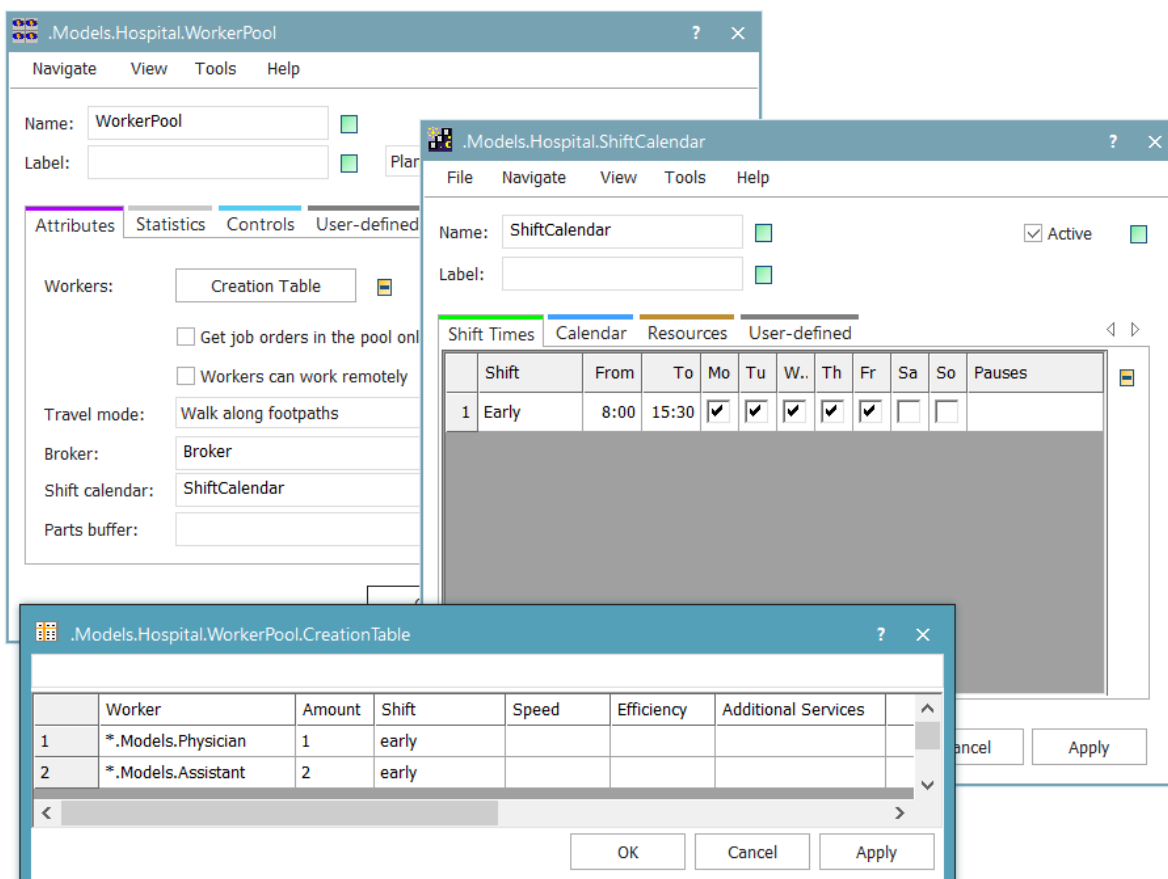 .Models.Hospital.WorkerPool ? ×
Navigate View Tools Help
Name: WorkerPool
Label:
Attributes Statistics Controls User-defined
Workers: Creation Table
Get job orders in the pool
Workers can work remotely
Travel mode: Walk along footpaths
Broker: Broker
Shift calendar: ShiftCalendar
Parts buffer:
.Models.Hospital.ShiftCalendar ? ×
File Navigate View Tools Help
Name: ShiftCalendar Active
Label:
Shift Times Calendar Resources User-defined
Shift From To Mo Tu W.. Th Fr Sa So Pauses
1 Early 8:00 15:30
Apply
.Models.Hospital.WorkerPool.CreationTable ? ×
Worker Amount Shift Speed Efficiency Additional Services
1 *.Models.Physician 1 early
2 *.Models.Assistant 2 early
OK Cancel Apply